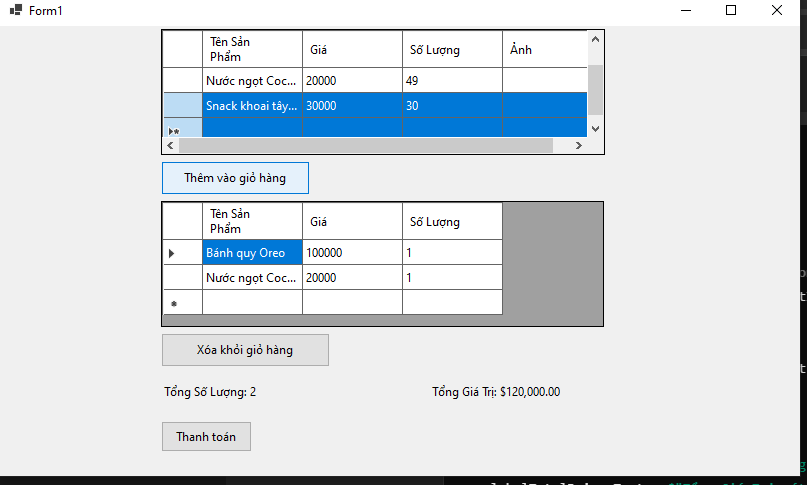 Form1
Tên Sản Phẩm Giá Số Lượng Ảnh
Nước ngọt Coc... 20000 49
Snack khoai tây... 30000 30
Thêm vào giỏ hàng
Tên Sản Phẩm Giá Số Lượng
Bánh quy Oreo 100000 1
Nước ngọt Coc... 20000 1
Xóa khỏi giỏ hàng
Tổng Số Lượng: 2 Tổng Giá Trị: $120,000.00
Thanh toán